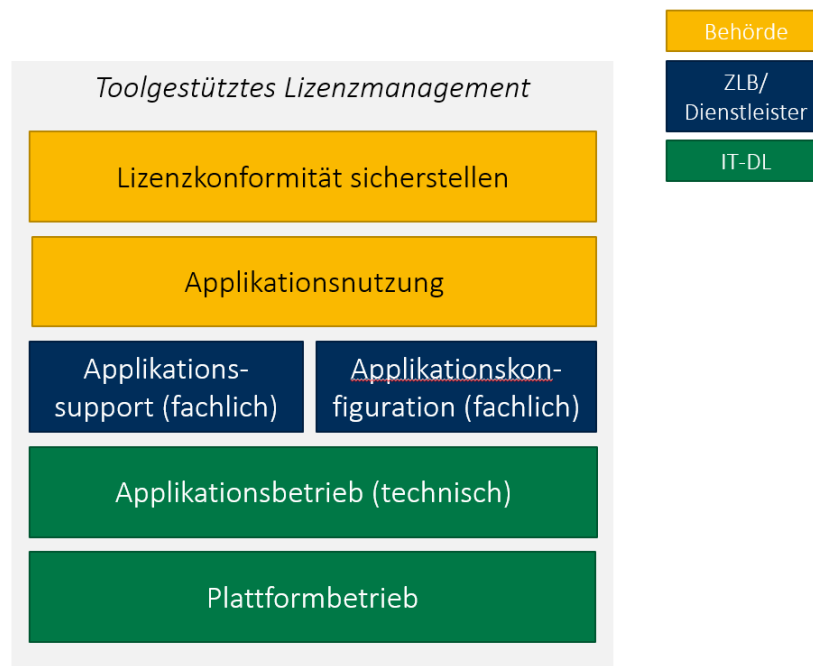 Toolgestütztes Lizenzmanagement
Lizenzkonformität sicherstellen
Applikationsnutzung
Applikations-
support (fachlich)
Applikationskon-
figuration (fachlich)
Applikationsbetrieb (technisch)
Plattformbetrieb
Behörde
ZLB/
Dienstleister
IT-DL